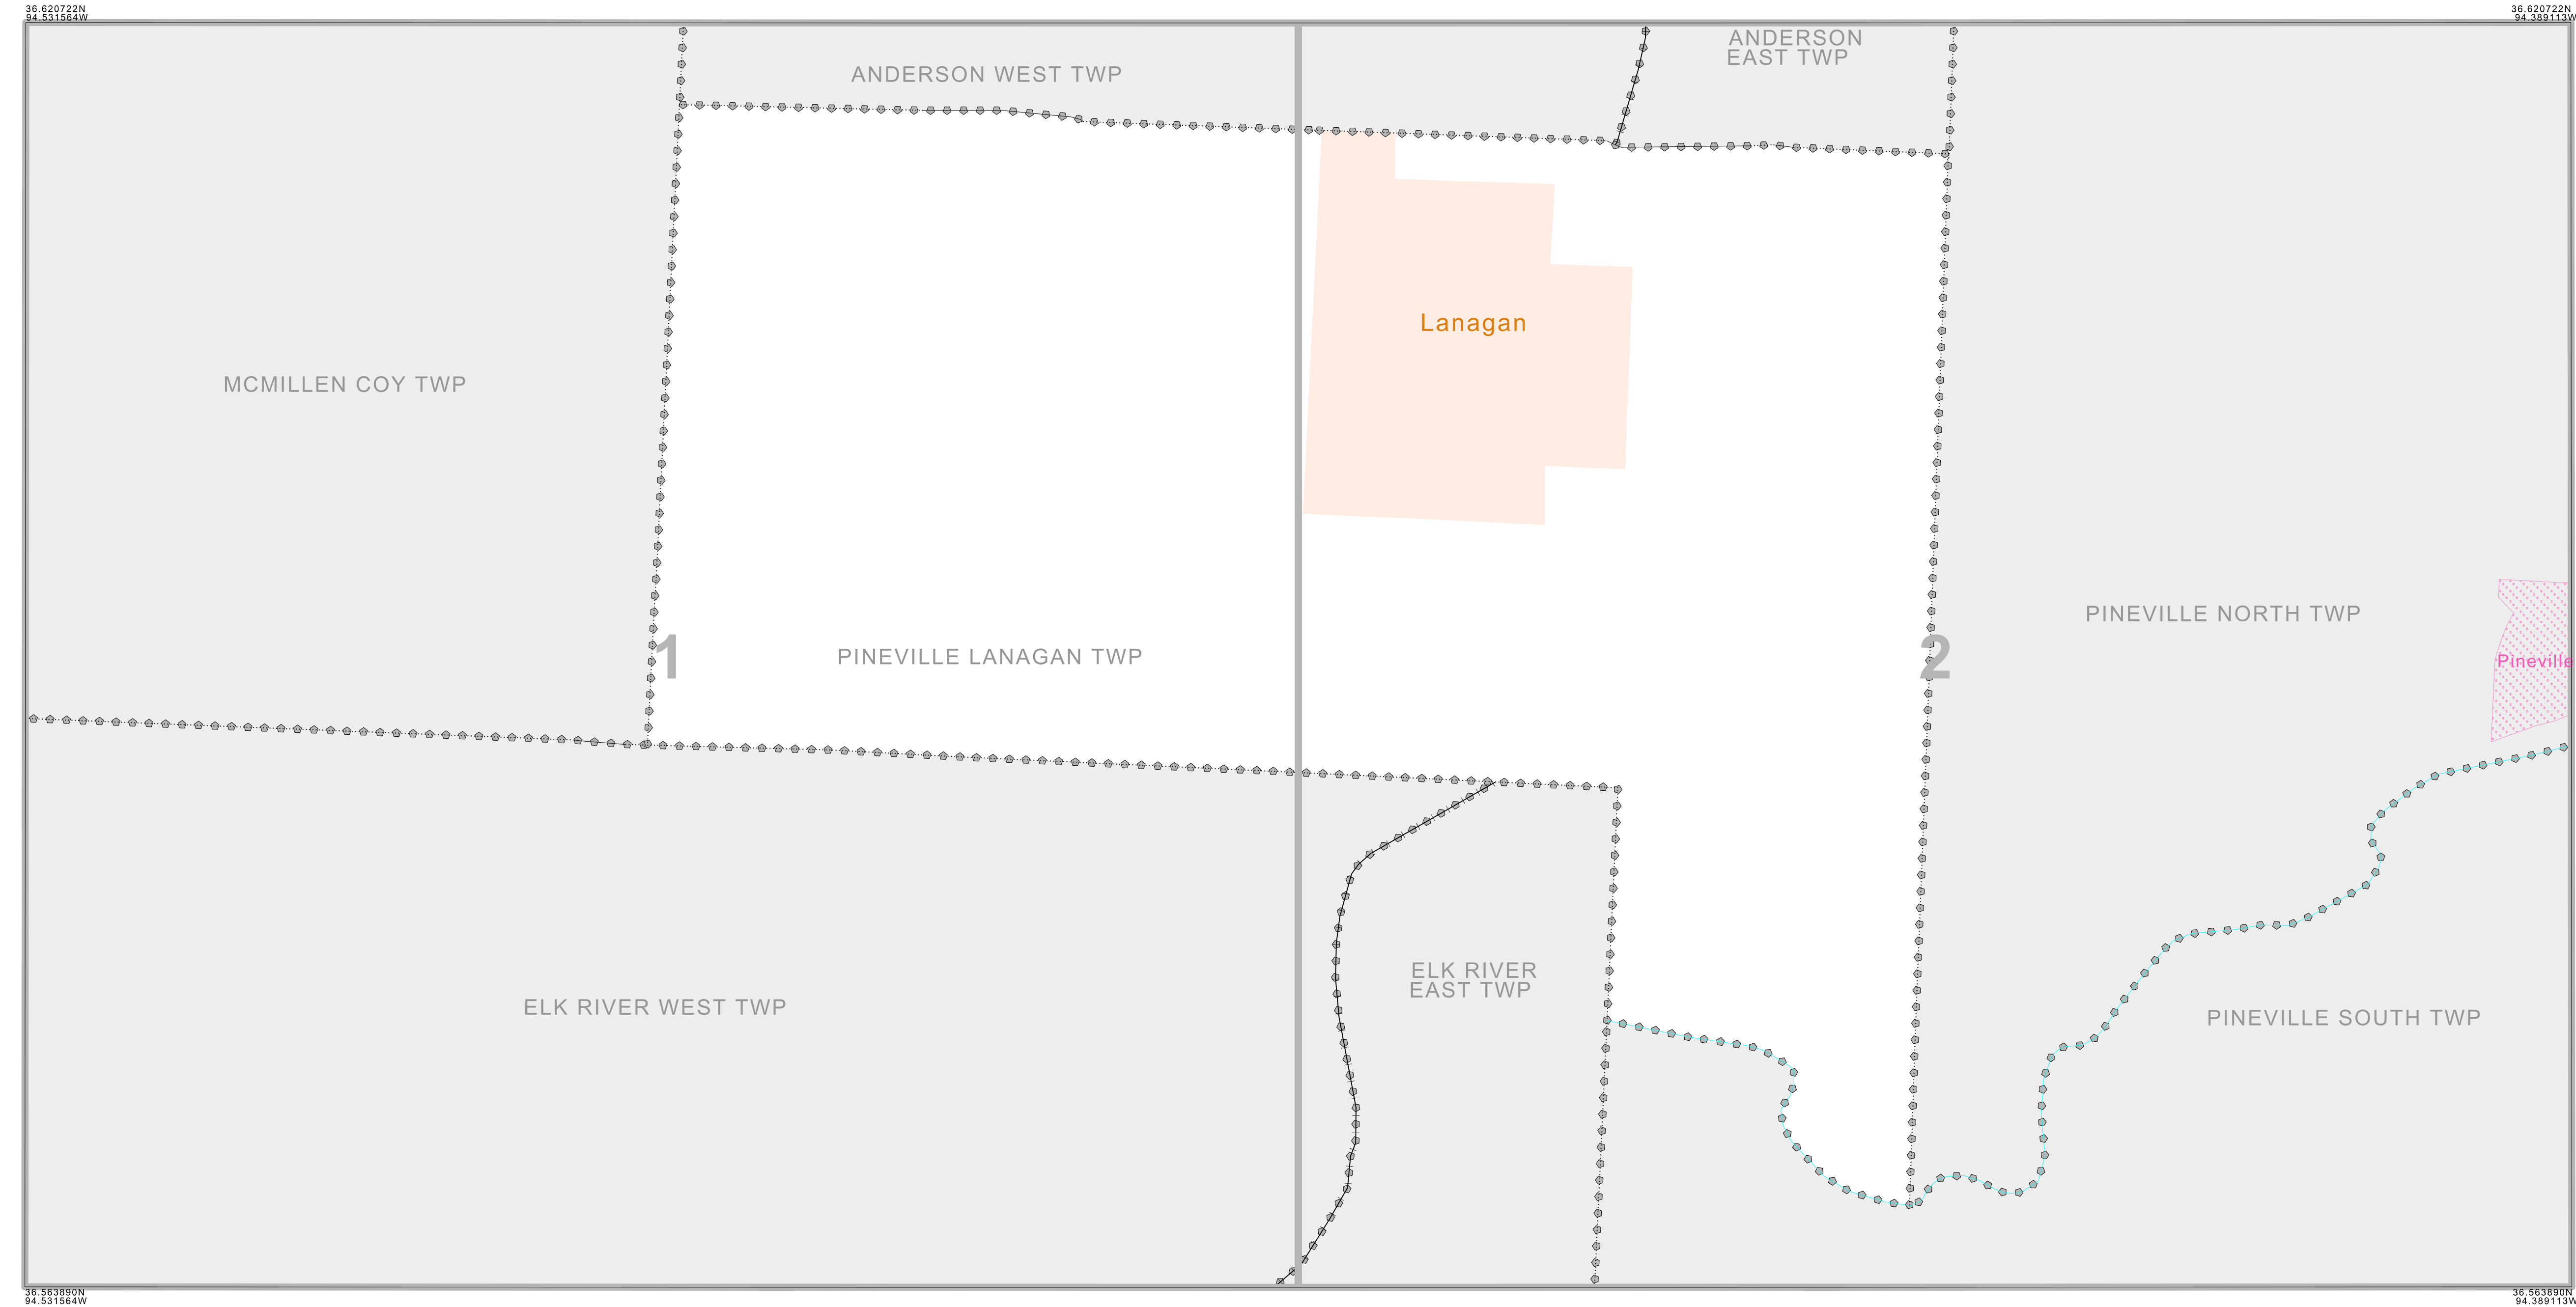 36.620722N
94.531564W
36.620722N
94.389113W
ANDERSON WEST TWP
ANDERSON
EAST TWP
Lanagan
MCMILLEN COY TWP
PINEVILLE NORTH TWP
1
PINEVILLE LANAGAN TWP
2
Pineville
ELK RIVER
EAST TWP
ELK RIVER WEST TWP
PINEVILLE SOUTH TWP
36.563890N
94.531564W
36.563890N
94.389113W